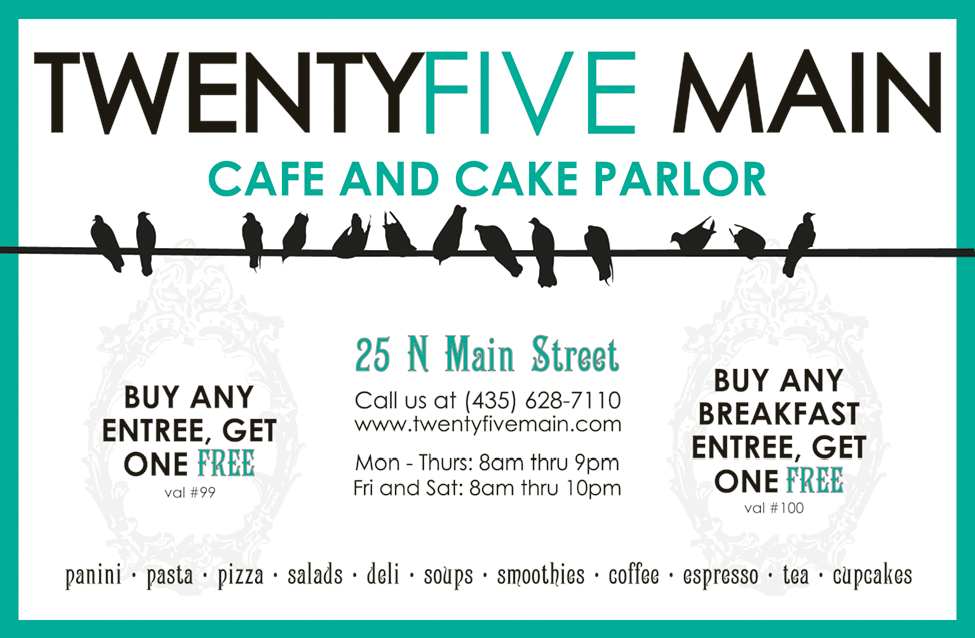 TWENTYFIVE MAIN
CAFE AND CAKE PARLOR
BUY ANY
ENTREE, GET
ONE FREE
val #99
25 N Main Street
Call us at (435) 628-7110
www.twentyfivemain.com
Mon - Thurs: 8am thru 9pm
Fri and Sat: 8am thru 10pm
BUY ANY
BREAKFAST
ENTREE, GET
ONE FREE
val #100
panini · pasta · pizza · salads · deli · soups · smoothies · coffee · espresso · tea · cupcakes